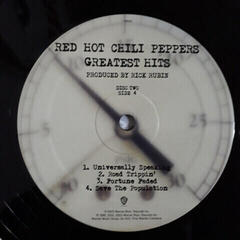 RED HOT CHILI PEPPERS
GREATEST HITS
PRODUCED BY RICK RUBIN
DISC TWO
SIDE 4
25
1. Universally Speaking
2. Road Trippin'
3. Fortune Faded
4. Save The Population